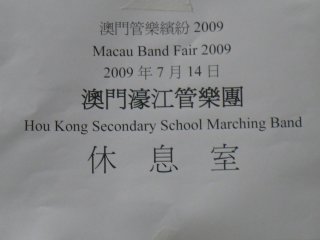 澳門管樂繽紛 2009
Macau Band Fair 2009
2009 年 7 月 14 日
澳門濠江管樂團
Hou Kong Secondary School Marching Band
休 息 室